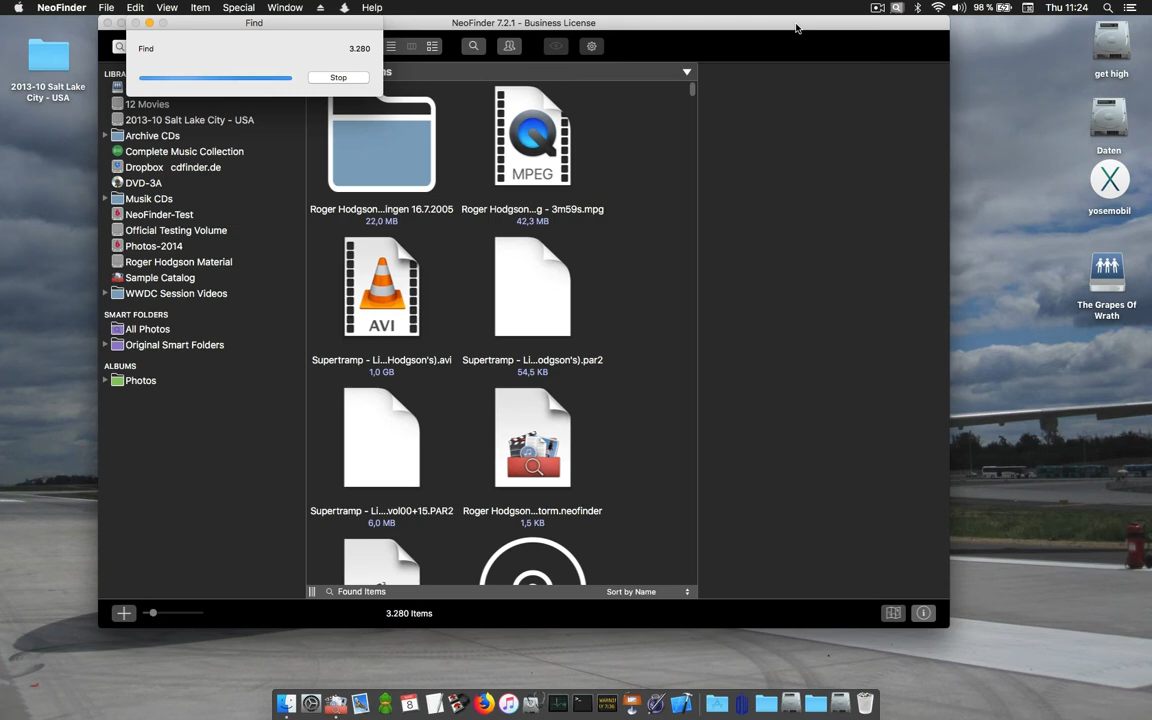 NeoFinder File Edit View Item Special Window Help 98 % Thu 11:24
Find
NeoFinder 7.2.1 - Business License
Find 3.280
Stop
2013-10 Salt Lake
City - USA
12 Movies
2013-10 Salt Lake City - USA
Archive CDs
Complete Music Collection
Dropbox cdfinder.de
DVD-3A
Musik CDs
NeoFinder-Test
Official Testing Volume
Photos-2014
Roger Hodgson Material
Sample Catalog
WWDC Session Videos
SMART FOLDERS
All Photos
Original Smart Folders
ALBUMS
Photos
MPEG
Roger Hodgson...ingen 16.7.2005
22,0 MB
Roger Hodgson...g - 3m59s.mpg
42,3 MB
AVI
Supertramp - Li...Hodgson's).avi
1,0 GB
Supertramp - Li...odgson's).par2
54,5 KB
Supertramp - Li....vol00+15.PAR2
6,0 MB
Roger Hodgson...torm.neofinder
1,5 KB
Found Items
Sort by Name
3.280 Items
get high
Daten
yosemobil
The Grapes Of
Wrath
8